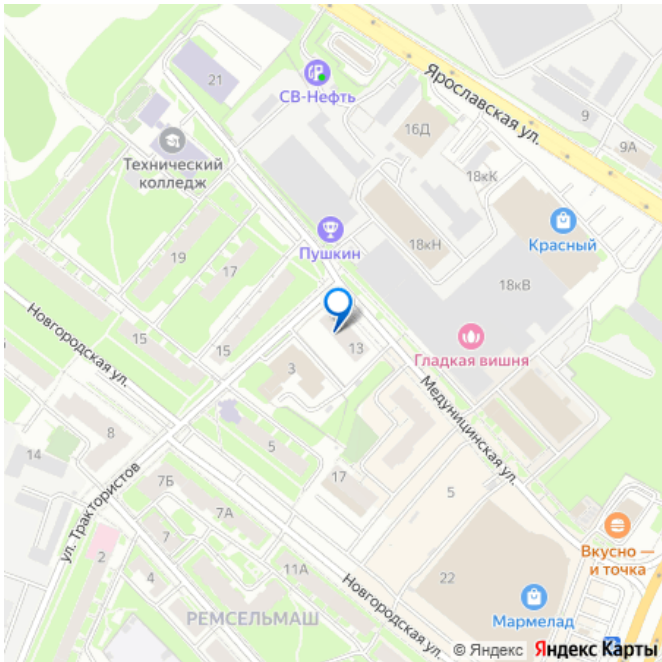 21
СВ-Нефть
Ярославская ул.
9
9А
16Д
Технический
колледж
18кК
Пушкин
18кН
Красный
19
17
18кВ
Новгородская ул.
15
15
13
Гладкая вишня
3
Медуницинская ул.
8
14
5
17
ул. Трактористов
7Б
5
7А
7
2
4
11А
22
Вкусно —
и точка
Новгородская ул.
Мармелад
РЕМСЕЛЬМАШ
© Яндекс Яндекс Карты